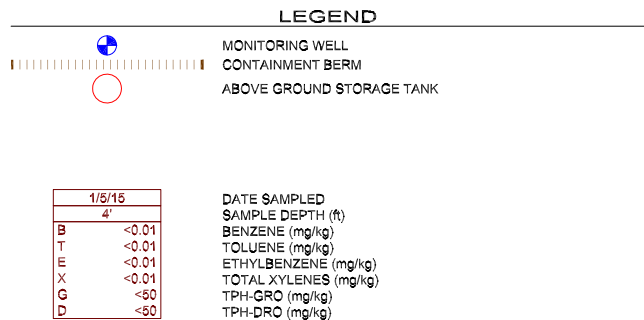 LEGEND
MONITORING WELL
CONTAINMENT BERM
ABOVE GROUND STORAGE TANK
1/5/15 DATE SAMPLED
4' SAMPLE DEPTH (ft)
B <0.01 BENZENE (mg/kg)
T <0.01 TOLUENE (mg/kg)
E <0.01 ETHYLBENZENE (mg/kg)
X <0.01 TOTAL XYLENES (mg/kg)
G <50 TPH-GRO (mg/kg)
D <50 TPH-DRO (mg/kg)